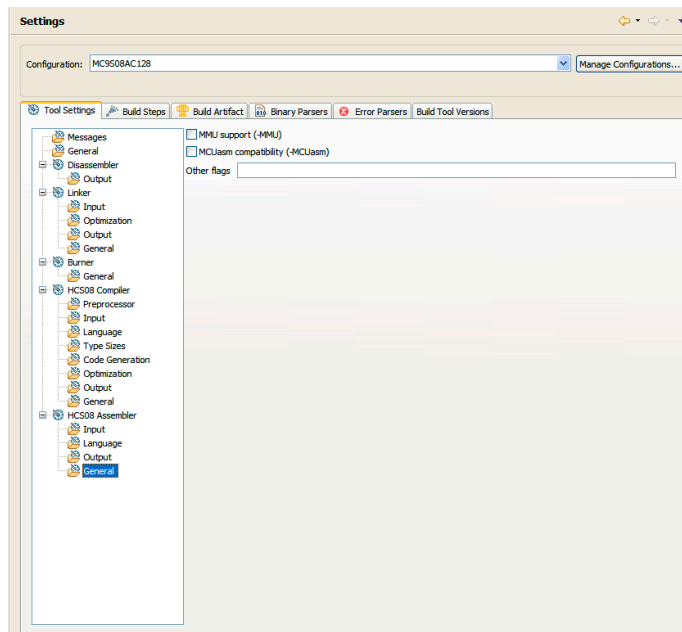 Settings
Configuration: MC9S08AC128 Manage Configurations...
Tool Settings Build Steps Build Artifact Binary Parsers Error Parsers Build Tool Versions
Messages
General
Disassembler
Output
Linker
Input
Optimization
Output
General
Burner
General
HCS08 Compiler
Preprocessor
Input
Language
Type Sizes
Code Generation
Optimization
Output
General
HCS08 Assembler
Input
Language
Output
General
MMU support (-MMU)
MCUasm compatibility (-MCUasm)
Other flags